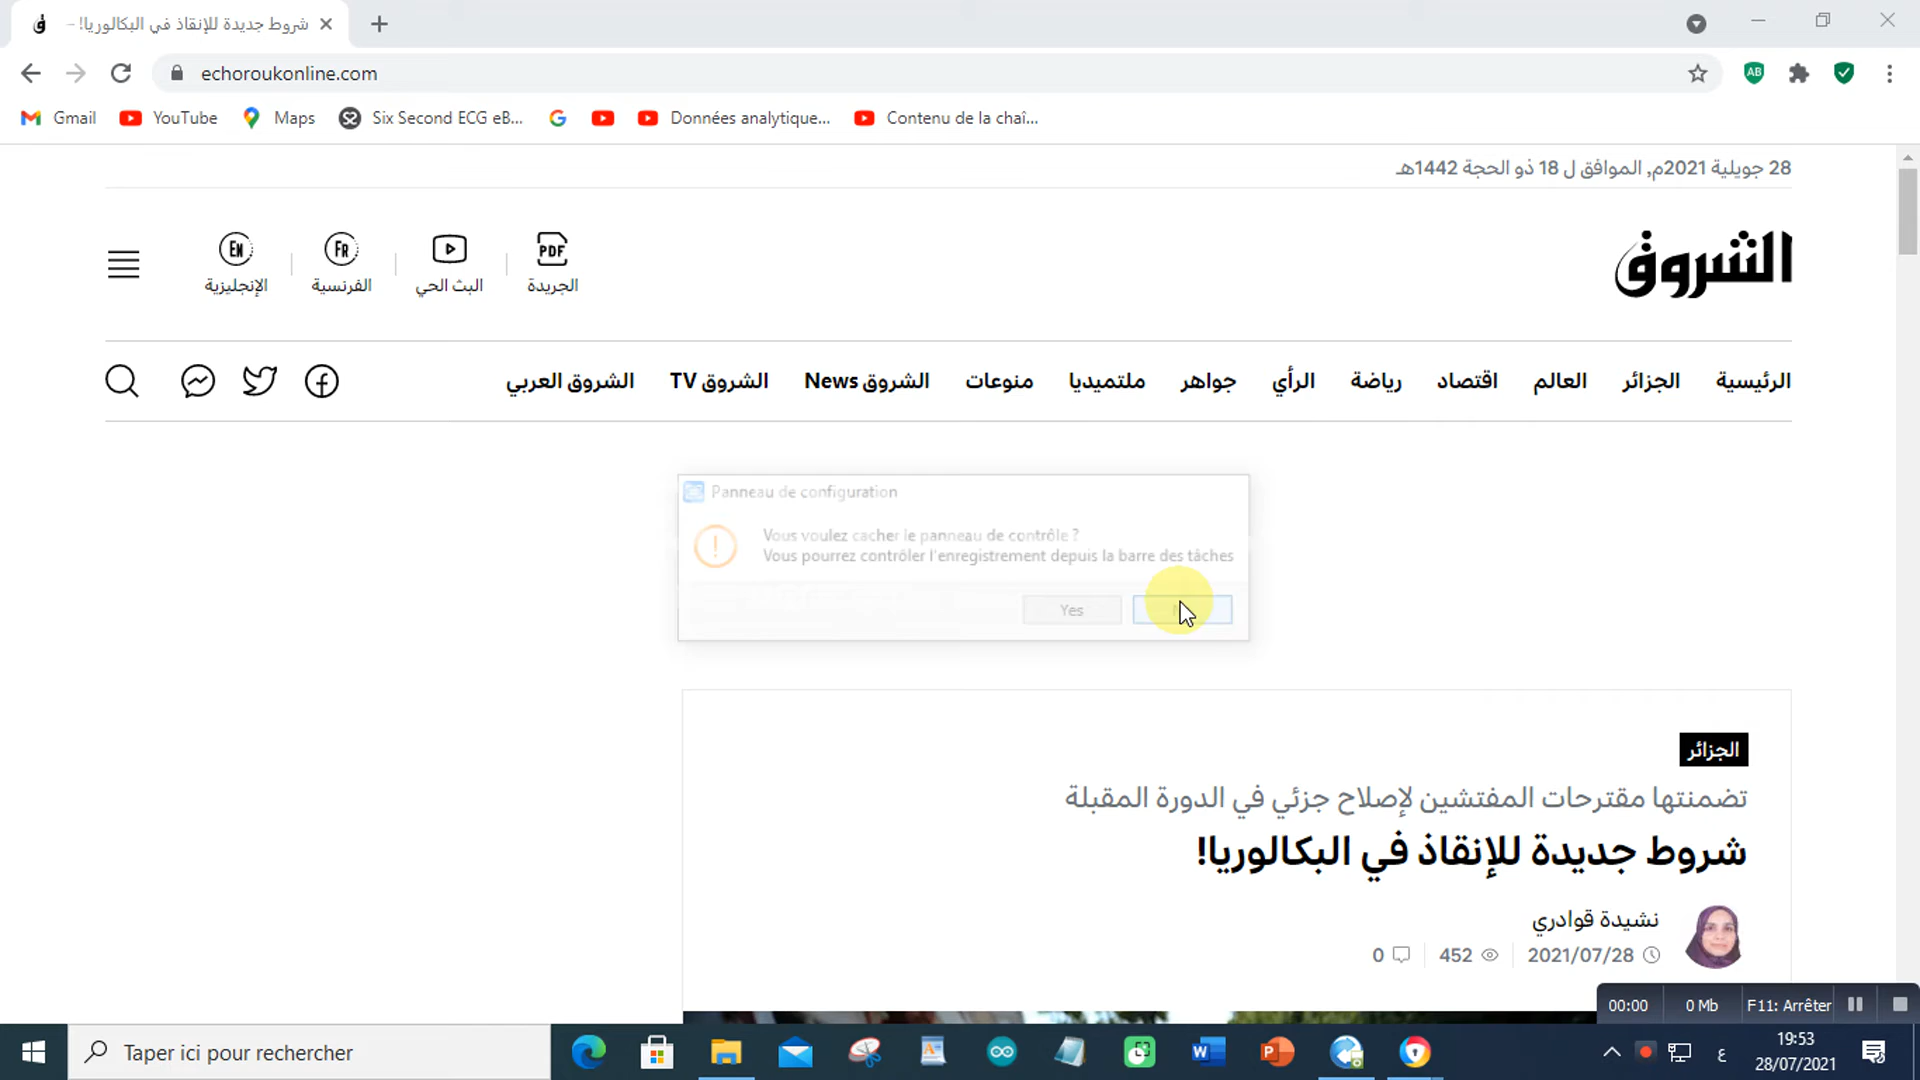 شروط جديدة للإنقاذ في البكالوريا! –
echoroukonline.com
Gmail
YouTube
Maps
Six Second ECG eB...
Données analytique...
Contenu de la chaî...
28 جويلية 2021م, الموافق ل 18 ذو الحجة 1442هـ
الشروق
PDF
الجريدة
البث الحي
FR
الفرنسية
EN
الإنجليزية
الرئيسية
الجزائر
العالم
اقتصاد
رياضة
الرأي
جواهر
ملتميديا
منوعات
الشروق News
الشروق TV
الشروق العربي
Panneau de configuration
Vous voulez cacher le panneau de contrôle ?
Vous pourrez contrôler l'enregistrement depuis la barre des tâches
Yes
الجزائر
تضمنتها مقترحات المفتشين لإصلاح جزئي في الدورة المقبلة
شروط جديدة للإنقاذ في البكالوريا!
نشيدة قوادري
2021/07/28
452
0
00:00
0 Mb
F11: Arrêter
Taper ici pour rechercher
ع
19:53
28/07/2021